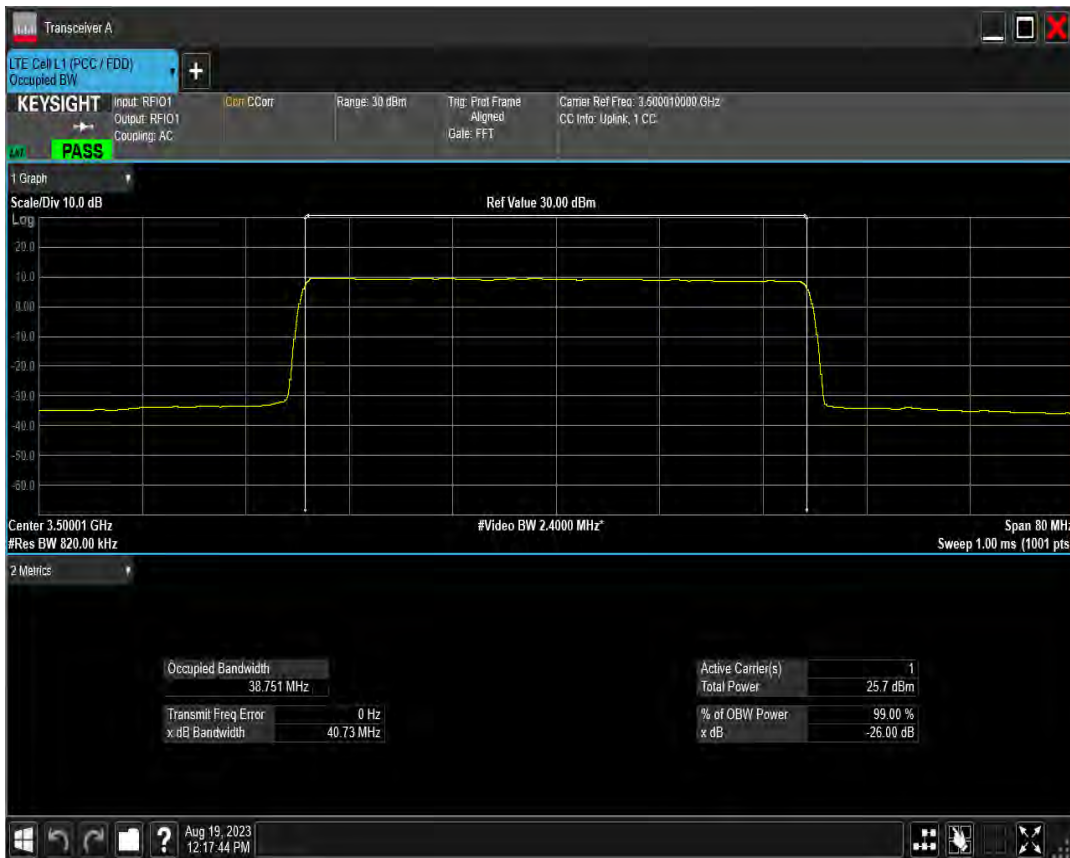 Transceiver A
LTE Cell L1 (PCC / FDD)
Occupied BW
+
KEYSIGHT
PASS
Input: RFIO1
Output: RFIO1
Coupling: AC
Corr CCorr
Range: 30 dBm
Trig: Prot Frame
Aligned
Gate: FFT
Carrier Ref Freq: 3.500010000 GHz
CC Info: Uplink, 1 CC
1 Graph
Scale/Div 10.0 dB
Ref Value 30.00 dBm
Log
20.0
10.0
0.00
-10.0
-20.0
-30.0
-40.0
-50.0
-60.0
Center 3.50001 GHz
#Video BW 2.4000 MHz*
Span 80 MHz
#Res BW 820.00 kHz
Sweep 1.00 ms (1001 pts
2 Metrics
Occupied Bandwidth
38.751 MHz
Transmit Freq Error 0 Hz
x dB Bandwidth 40.73 MHz
Active Carrier(s) 1
Total Power 25.7 dBm
% of OBW Power 99.00 %
x dB -26.00 dB
?
Aug 19, 2023
12:17:44 PM